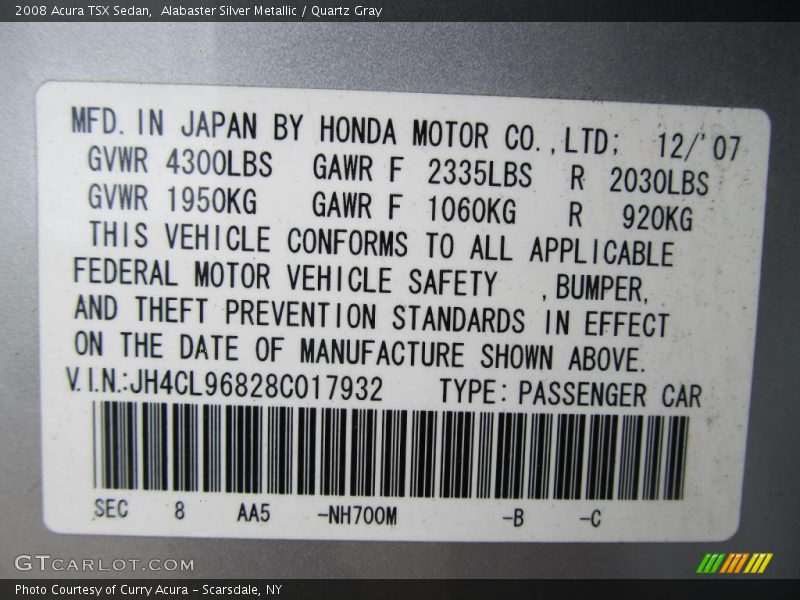 2008 Acura TSX Sedan,  Alabaster Silver Metallic / Quartz Gray
MFD. IN JAPAN BY HONDA MOTOR CO.,LTD; 12/'07
GVWR 4300LBS GAWR F 2335LBS R 2030LBS
GVWR 1950KG GAWR F 1060KG R 920KG
THIS VEHICLE CONFORMS TO ALL APPLICABLE
FEDERAL MOTOR VEHICLE SAFETY ,BUMPER,
AND THEFT PREVENTION STANDARDS IN EFFECT
ON THE DATE OF MANUFACTURE SHOWN ABOVE.
V.I.N.:JH4CL96828C017932 TYPE: PASSENGER CAR
SEC 8 AA5 -NH700M -B -C
GTCARLOT.COM
Photo Courtesy of Curry Acura – Scarsdale, NY